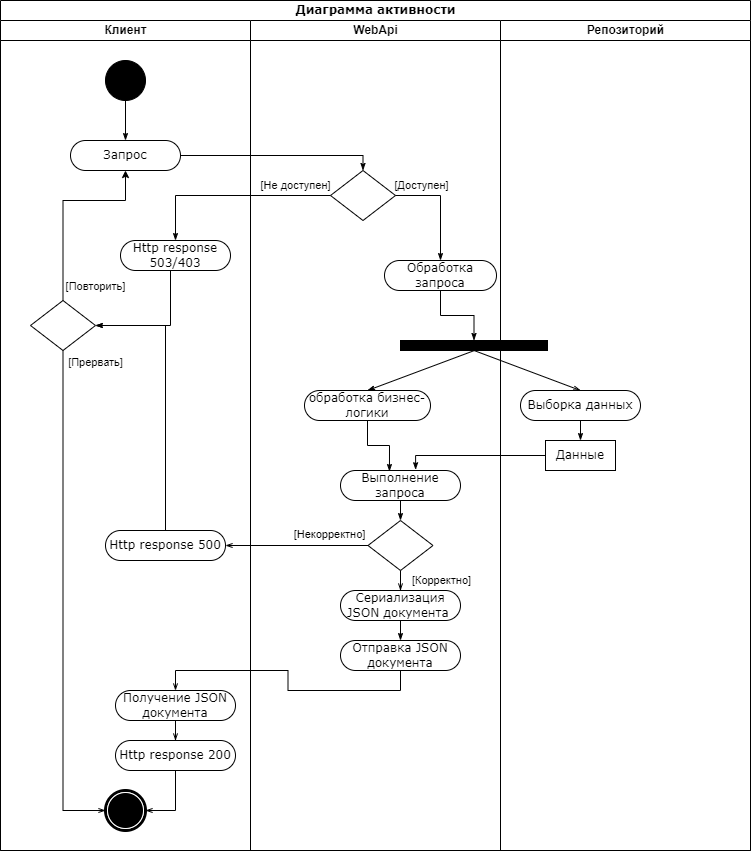 Диаграмма активности
Клиент
WebApi
Репозиторий
Запрос
[Не доступен]
[Доступен]
Http response
503/403
Обработка
запроса
[Повторить]
[Прервать]
обработка бизнес-
логики
Выборка данных
Данные
Выполнение
запроса
[Некорректно]
Http response 500
[Корректно]
Сериализация
JSON документа
Отправка JSON
документа
Получение JSON
документа
Http response 200